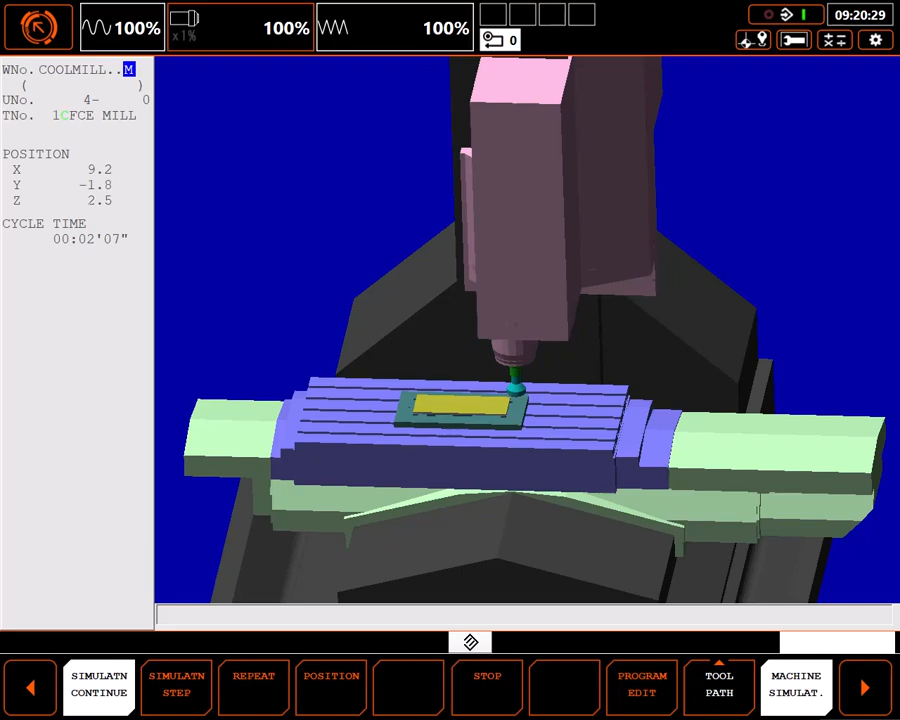 100%
x1%
100%
100%
0
09:20:29
WNo. COOLMILL..M
( )
UNo. 4- 0
TNo. 1CFCE MILL
POSITION
X 9.2
Y -1.8
Z 2.5
CYCLE TIME
00:02'07"
SIMULATN CONTINUE
SIMULATN STEP
REPEAT
POSITION
STOP
PROGRAM EDIT
TOOL PATH
MACHINE SIMULAT.